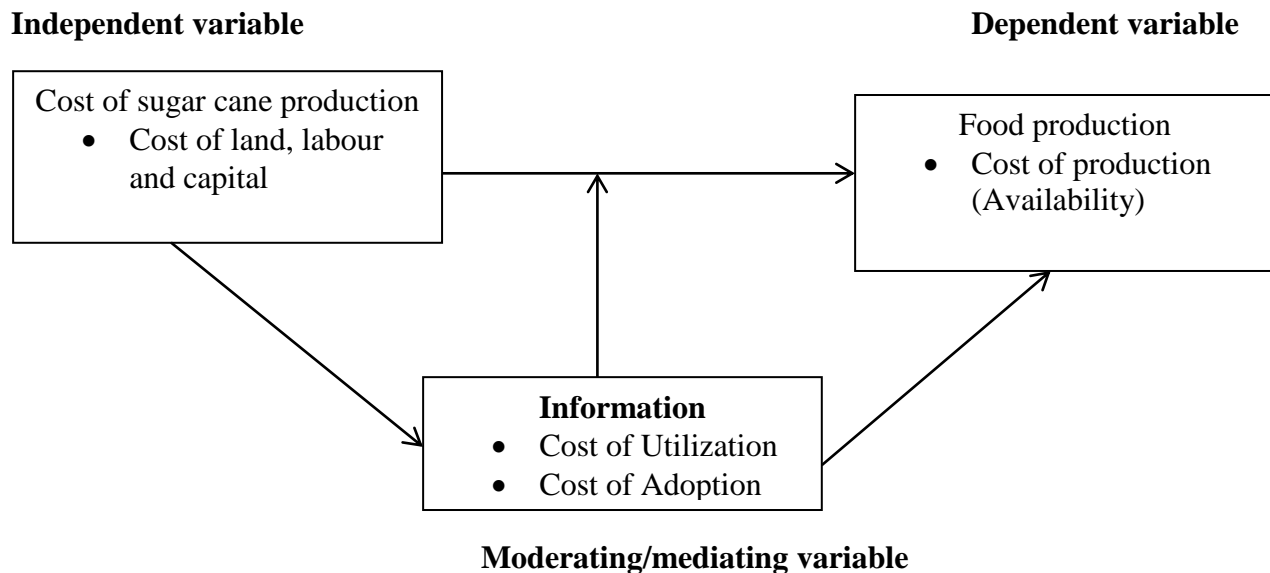 Independent variable
Dependent variable
Cost of sugar cane production
• Cost of land, labour
and capital
Food production
• Cost of production
(Availability)
Information
• Cost of Utilization
• Cost of Adoption
Moderating/mediating variable